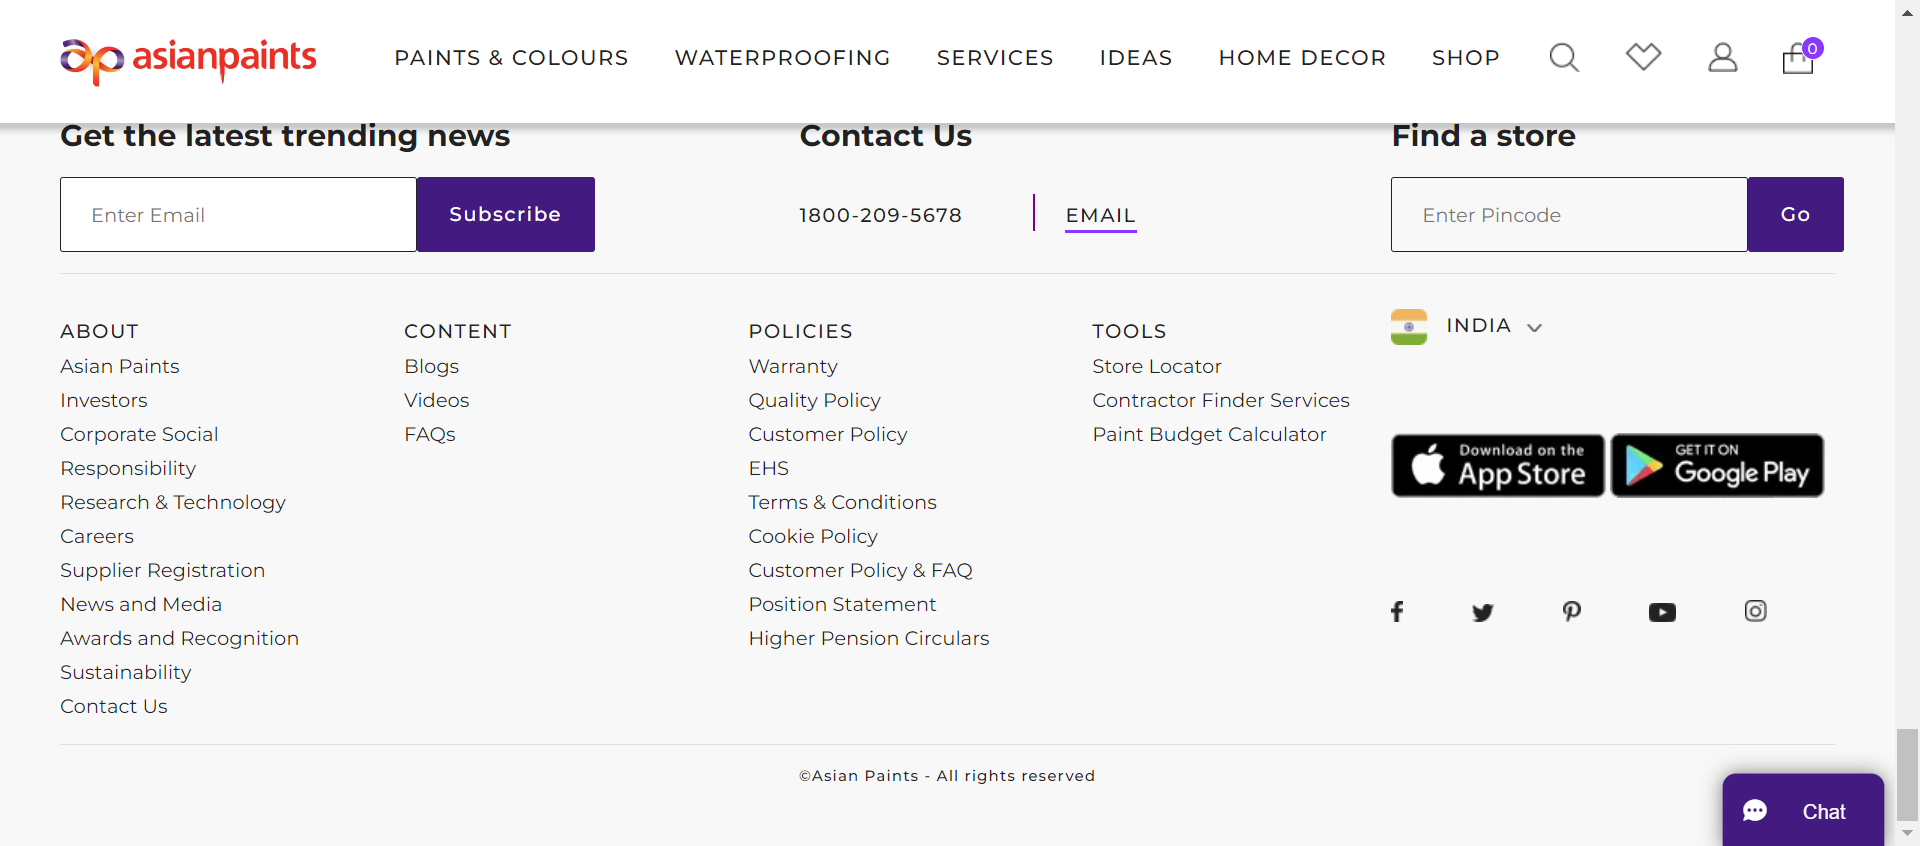 asianpaints
PAINTS & COLOURS
WATERPROOFING
SERVICES
IDEAS
HOME DECOR
SHOP
0
Get the latest trending news
Enter Email
Subscribe
Contact Us
1800-209-5678
EMAIL
Find a store
Enter Pincode
Go
ABOUT
Asian Paints
Investors
Corporate Social
Responsibility
Research & Technology
Careers
Supplier Registration
News and Media
Awards and Recognition
Sustainability
Contact Us
CONTENT
Blogs
Videos
FAQs
POLICIES
Warranty
Quality Policy
Customer Policy
EHS
Terms & Conditions
Cookie Policy
Customer Policy & FAQ
Position Statement
Higher Pension Circulars
TOOLS
Store Locator
Contractor Finder Services
Paint Budget Calculator
INDIA
Download on the
App Store
GET IT ON
Google Play
©Asian Paints - All rights reserved
Chat